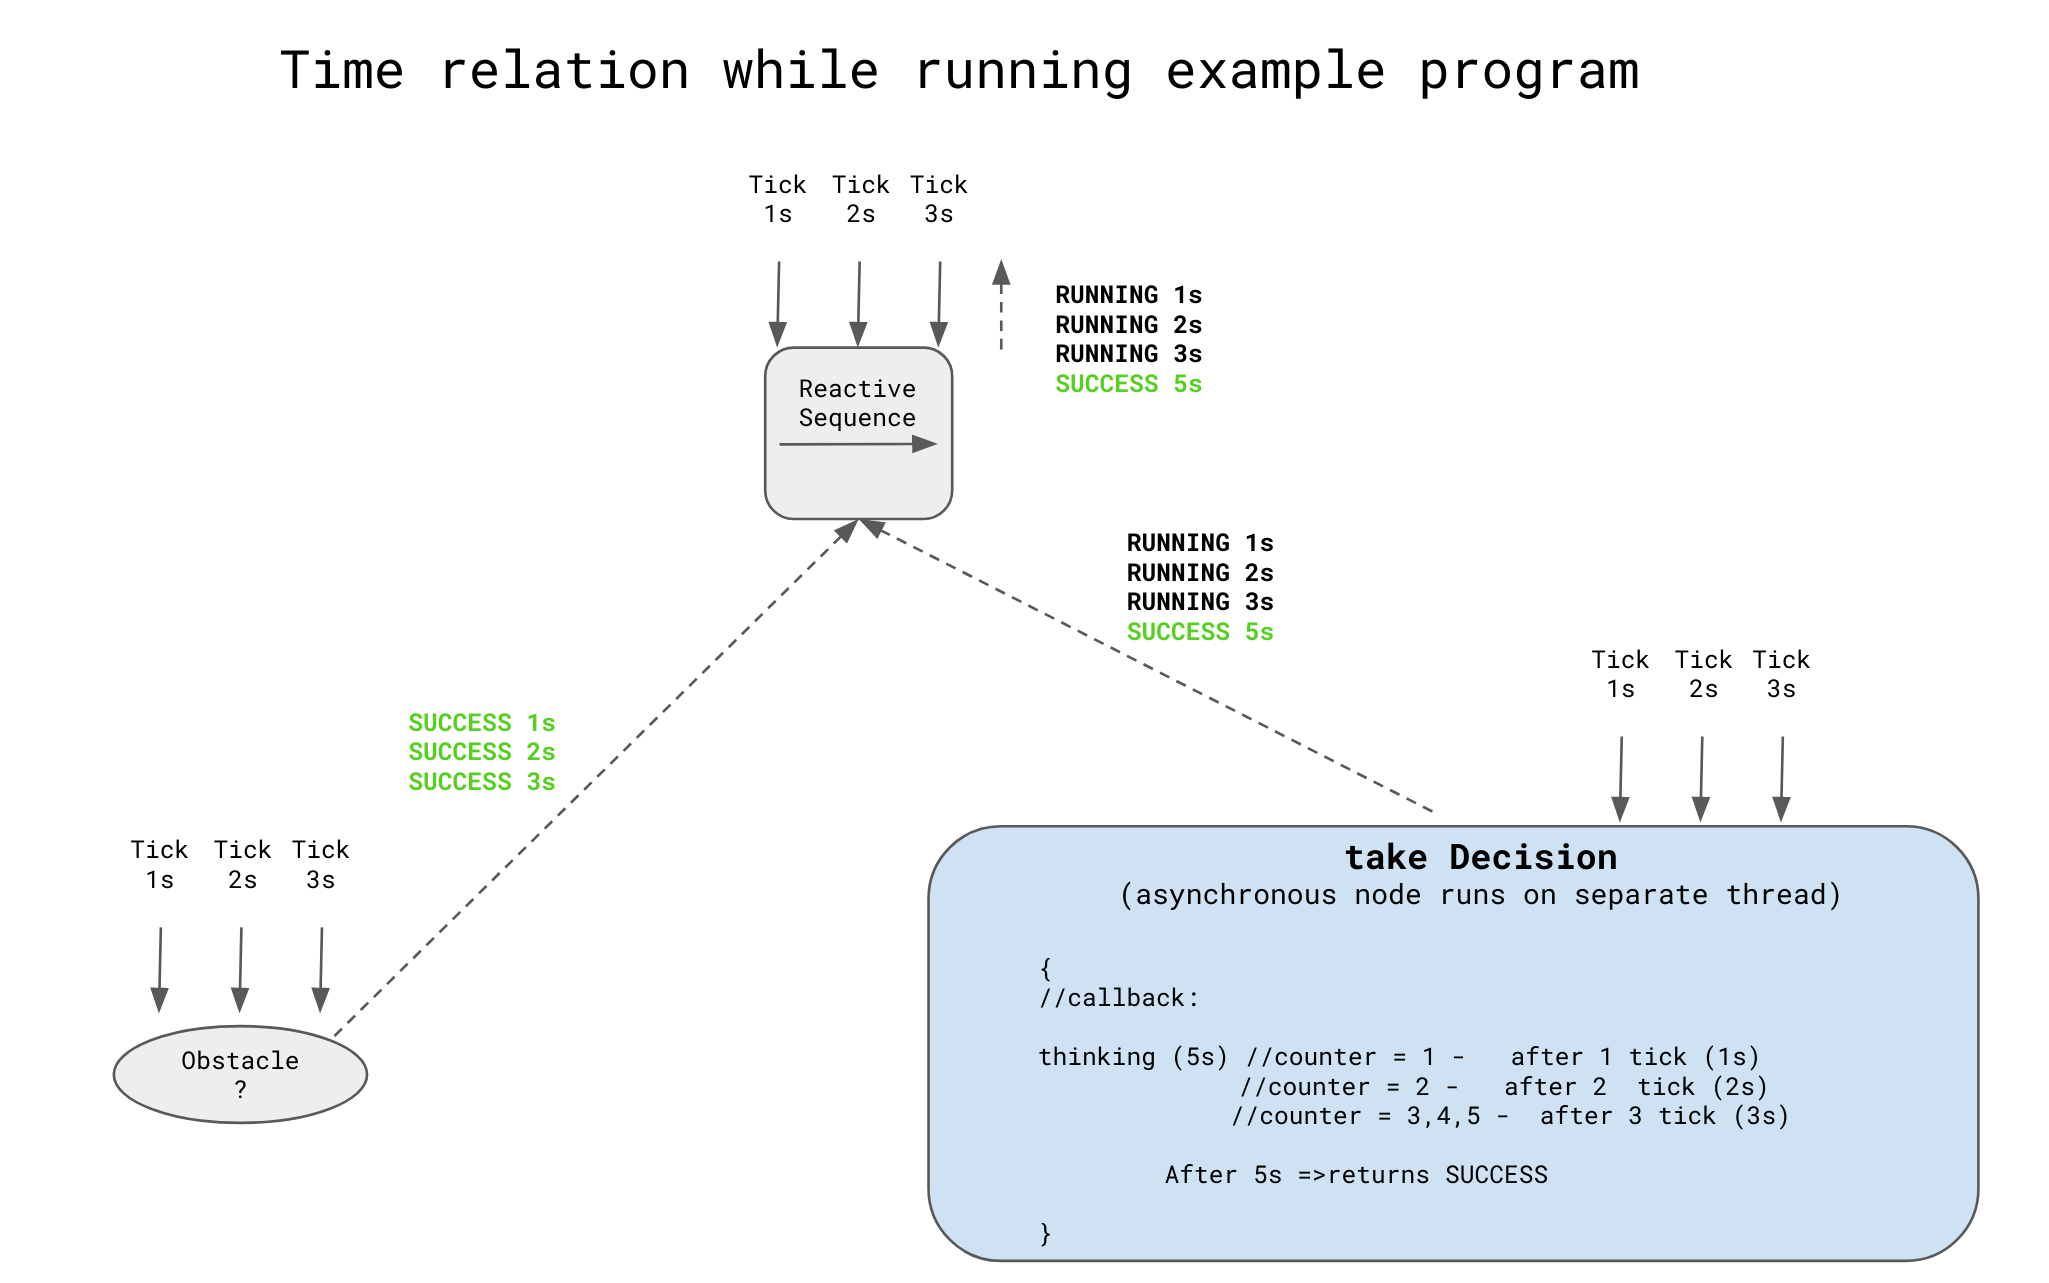 Time relation while running example program
Tick Tick Tick
1s 2s 3s
RUNNING 1s
RUNNING 2s
RUNNING 3s
SUCCESS 5s
Reactive
Sequence
RUNNING 1s
RUNNING 2s
RUNNING 3s
SUCCESS 5s
Tick Tick Tick
1s 2s 3s
SUCCESS 1s
SUCCESS 2s
SUCCESS 3s
Tick Tick Tick
1s 2s 3s
Obstacle
?
take Decision
(asynchronous node runs on separate thread)
{
//callback:
thinking (5s) //counter = 1 - after 1 tick (1s)
//counter = 2 - after 2 tick (2s)
//counter = 3,4,5 - after 3 tick (3s)
After 5s =>returns SUCCESS
}